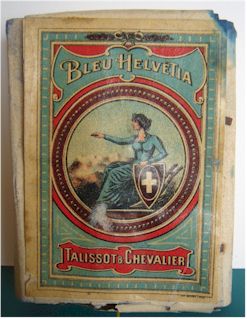 BLEU HELVETIA
TALISSOT & CHEVALIER